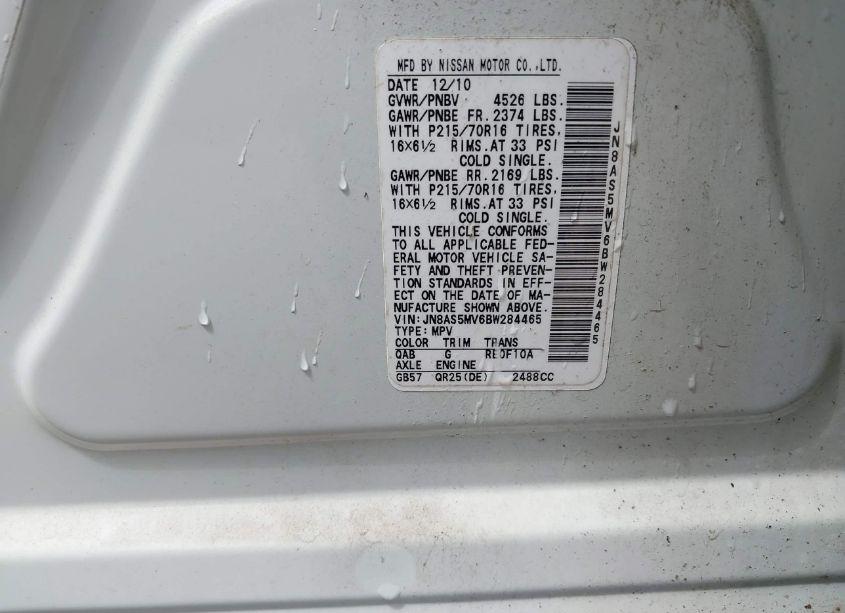 MFD BY NISSAN MOTOR CO.,LTD.
DATE 12/10
GVWR/PNBV 4526 LBS.
GAWR/PNBE FR. 2374 LBS.
WITH P215/70R16 TIRES,
16X6½ RIMS.AT 33 PSI
COLD SINGLE.
GAWR/PNBE RR. 2169 LBS.
WITH P215/70R16 TIRES,
16X6½ RIMS.AT 33 PSI
COLD SINGLE.
THIS VEHICLE CONFORMS
TO ALL APPLICABLE FED-
ERAL MOTOR VEHICLE SA-
FETY AND THEFT PREVEN-
TION STANDARDS IN EFF-
ECT ON THE DATE OF MA-
NUFACTURE SHOWN ABOVE.
VIN:JN8AS5MV6BW284465
TYPE:MPV
COLOR TRIM TRANS
QAB G RE0F10A
AXLE ENGINE
GB57 QR25(DE) 2488CC
JN8AS5MV6BW284465